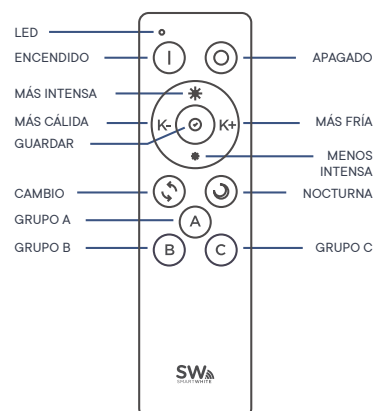 LED
ENCENDIDO
APAGADO
MÁS INTENSA
MÁS CÁLIDA
K-
K+
MÁS FRÍA
GUARDAR
MENOS
INTENSA
CAMBIO
NOCTURNA
GRUPO A
A
GRUPO B
B
C
GRUPO C
SW
SMARTWHITE